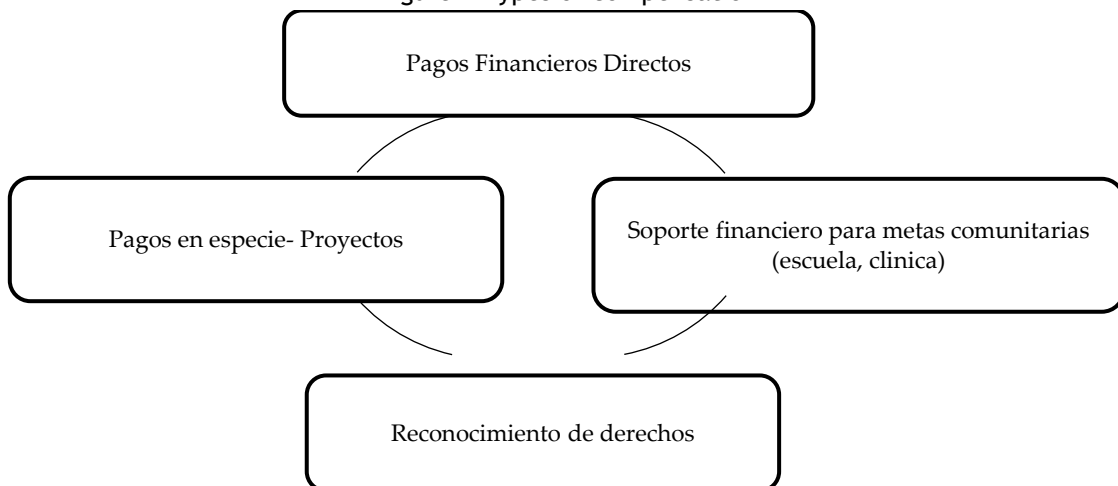 Pagos Financieros Directos
Pagos en especie- Proyectos
Soporte financiero para metas comunitarias
(escuela, clinica)
Reconocimiento de derechos